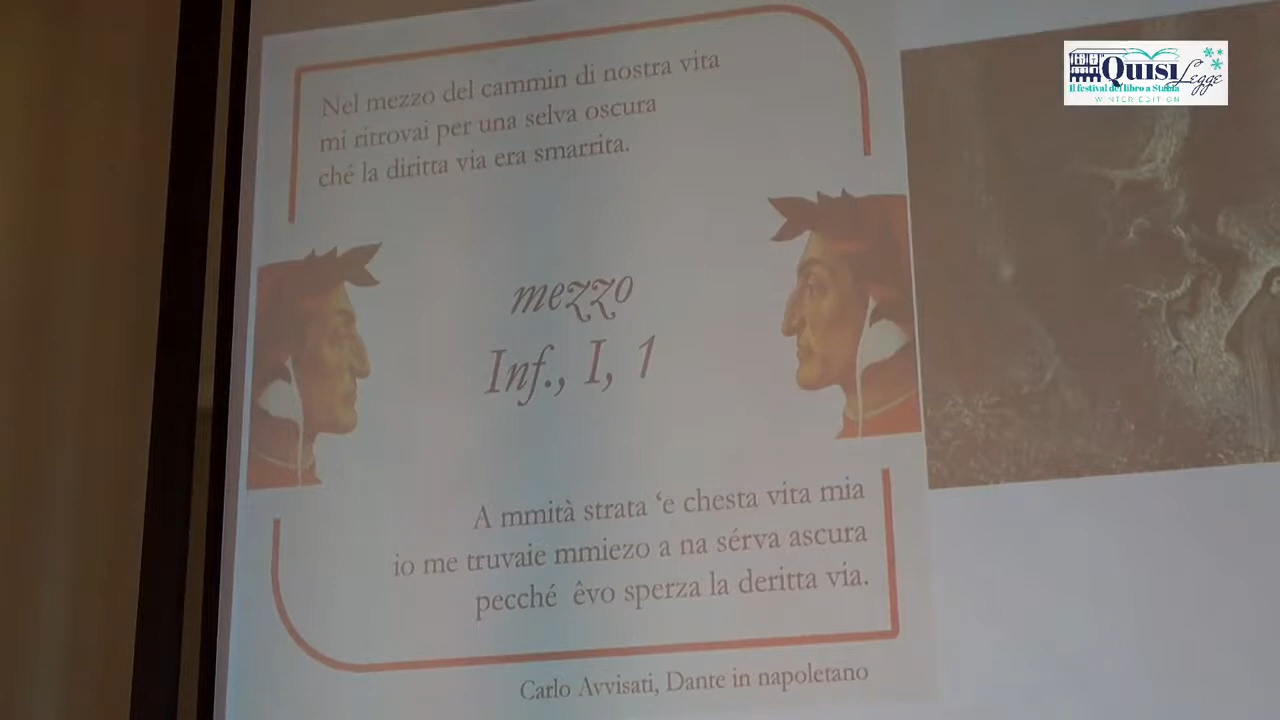 Nel mezzo del cammin di nostra vita
mi ritrovai per una selva oscura
ché la diritta via era smarrita.
mezzo
Inf., I, 1
A mmità strata ‘e chesta vita mia
io me truvaie mmiezo a na sérva ascura
pecché êvo sperza la deritta via.
Carlo Avvisati, Dante in napoletano
Quisi
Legge
Il festival del libro a Stabia
WINTER EDITION